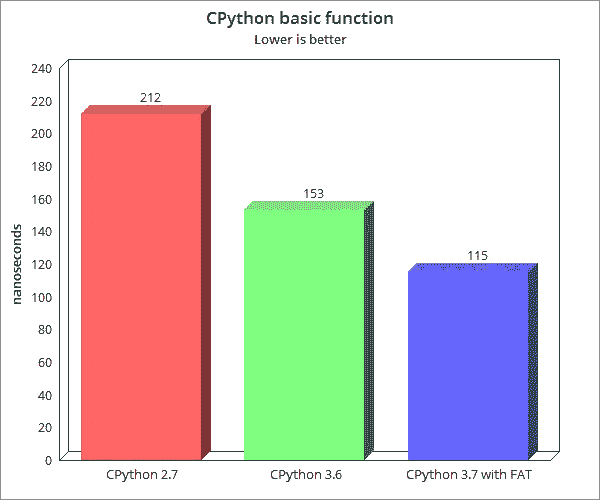 CPython basic function
Lower is better
nanoseconds
240
220
200
180
160
140
120
100
80
60
40
20
0
212
153
115
CPython 2.7
CPython 3.6
CPython 3.7 with FAT